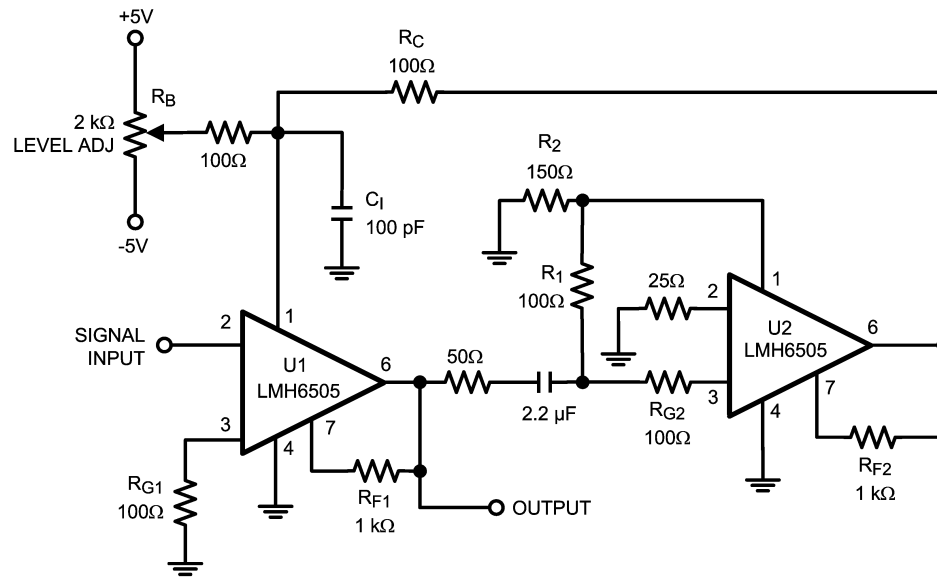 +5V
RB
2 kΩ
LEVEL ADJ
100Ω
-5V
RC
100Ω
CI
100 pF
R2
150Ω
R1
100Ω
25Ω
SIGNAL
INPUT
2
1
U1
LMH6505
6
3
4
7
RG1
100Ω
RF1
1 kΩ
50Ω
2.2 µF
OUTPUT
2
1
U2
LMH6505
6
3
4
7
RG2
100Ω
RF2
1 kΩ